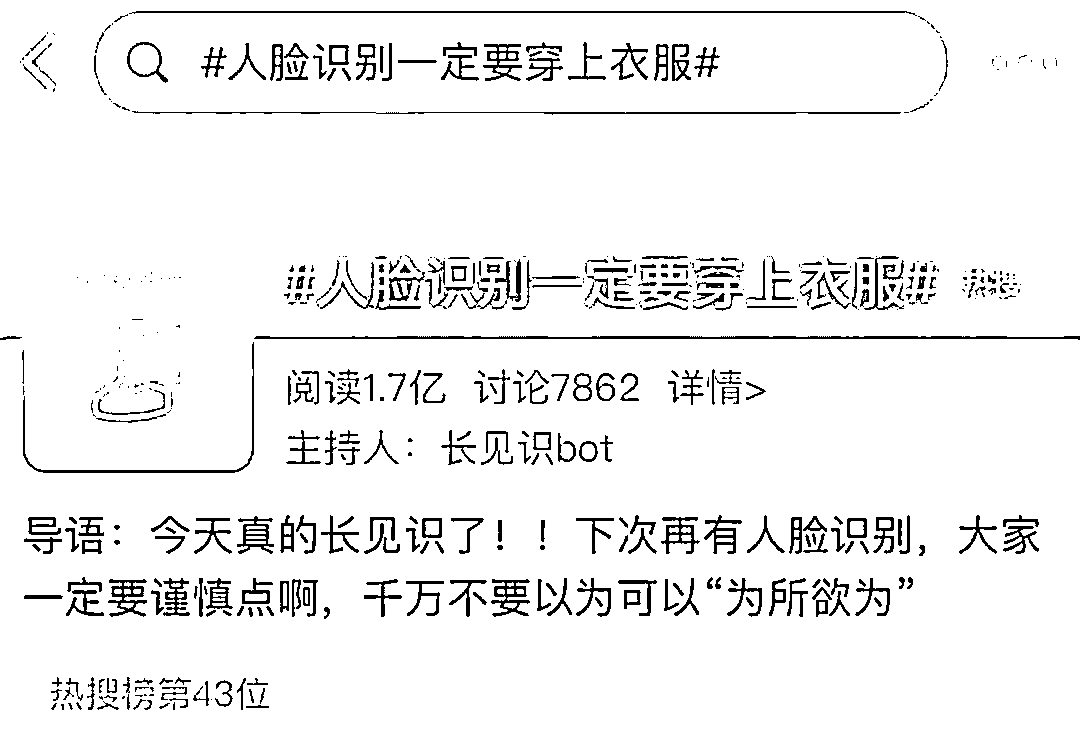 #人脸识别一定要穿上衣服#
#人脸识别一定要穿上衣服# 热搜
阅读1.7亿 讨论7862 详情>
主持人：长见识bot
导语：今天真的长见识了！！下次再有人脸识别，大家
一定要谨慎点啊，千万不要以为可以“为所欲为”
热搜榜第43位